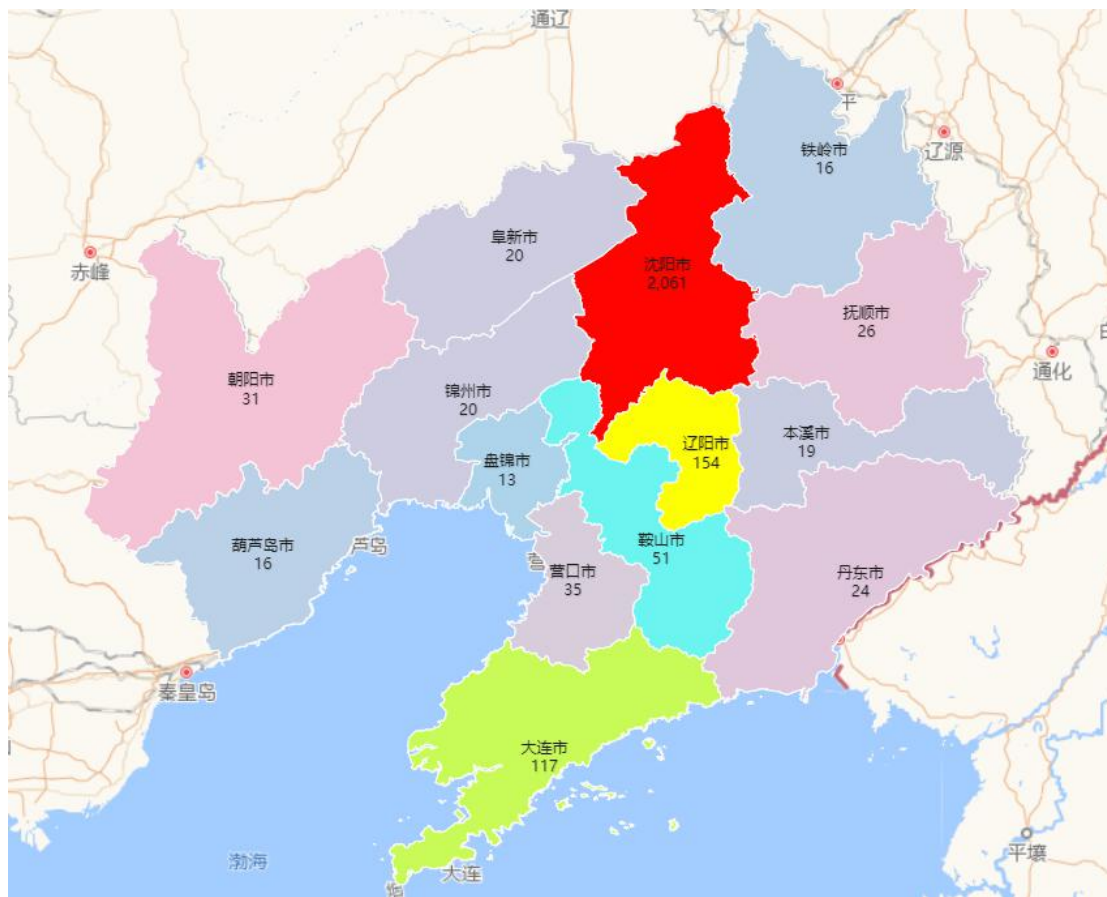 通辽
平
辽源
铁岭市
16
阜新市
20
沈阳市
2,061
赤峰
抚顺市
26
通化
朝阳市
31
锦州市
20
辽阳市
154
本溪市
19
盘锦市
13
葫芦岛市
16
芦岛
鞍山市
51
营口市
35
丹东市
24
秦皇岛
大连市
117
平壤
渤海
大连